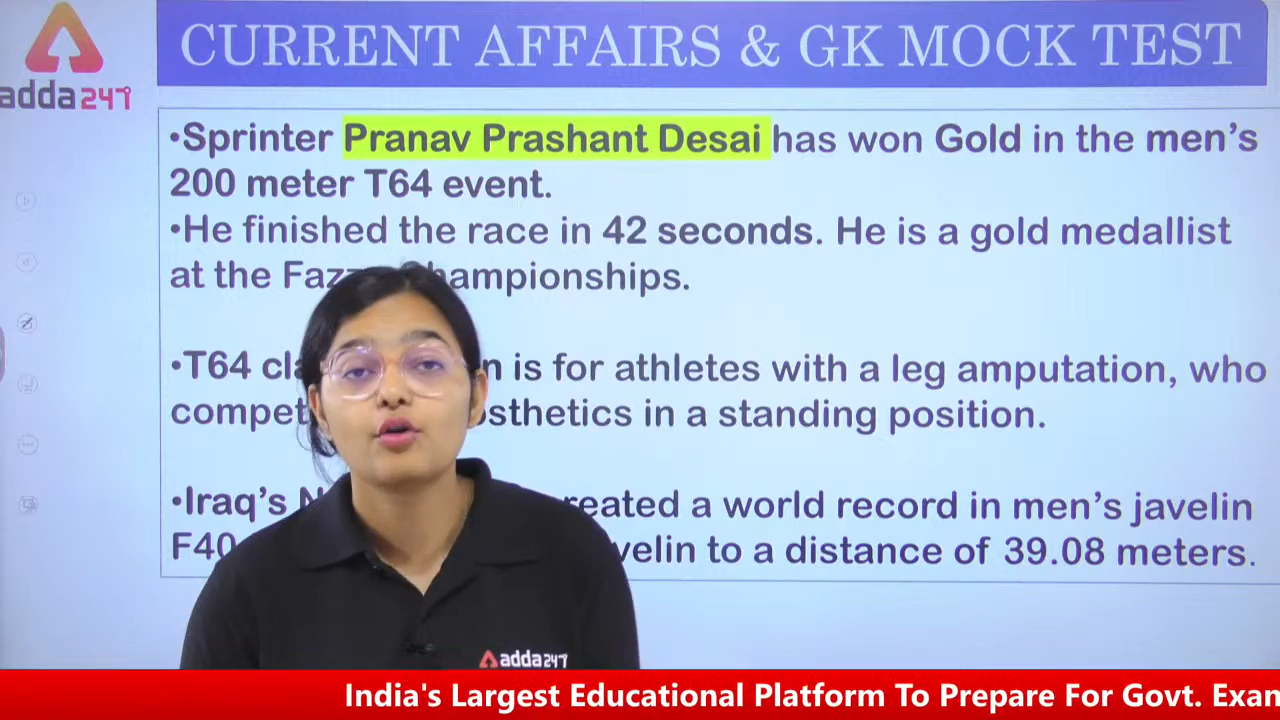 CURRENT AFFAIRS & GK MOCK TEST
adda247
•Sprinter Pranav Prashant Desai has won Gold in the men's
200 meter T64 event.
•He finished the race in 42 seconds. He is a gold medallist
at the Championships.
•T64 is for athletes with a leg amputation, who
in a standing position.
•Iraq's a world record in men's javelin
F40 to a distance of 39.08 meters.
adda247
India's Largest Educational Platform To Prepare For Govt.